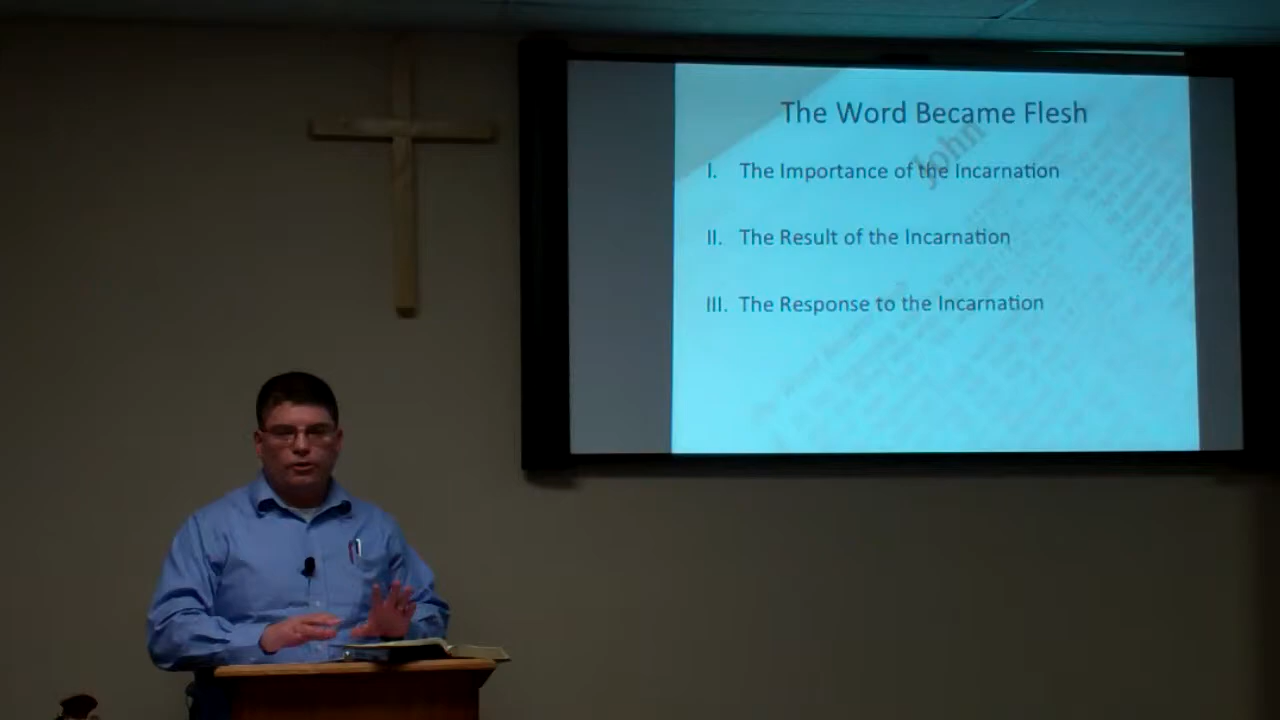 The Word Became Flesh
John
I. The Importance of the Incarnation
II. The Result of the Incarnation
III. The Response to the Incarnation